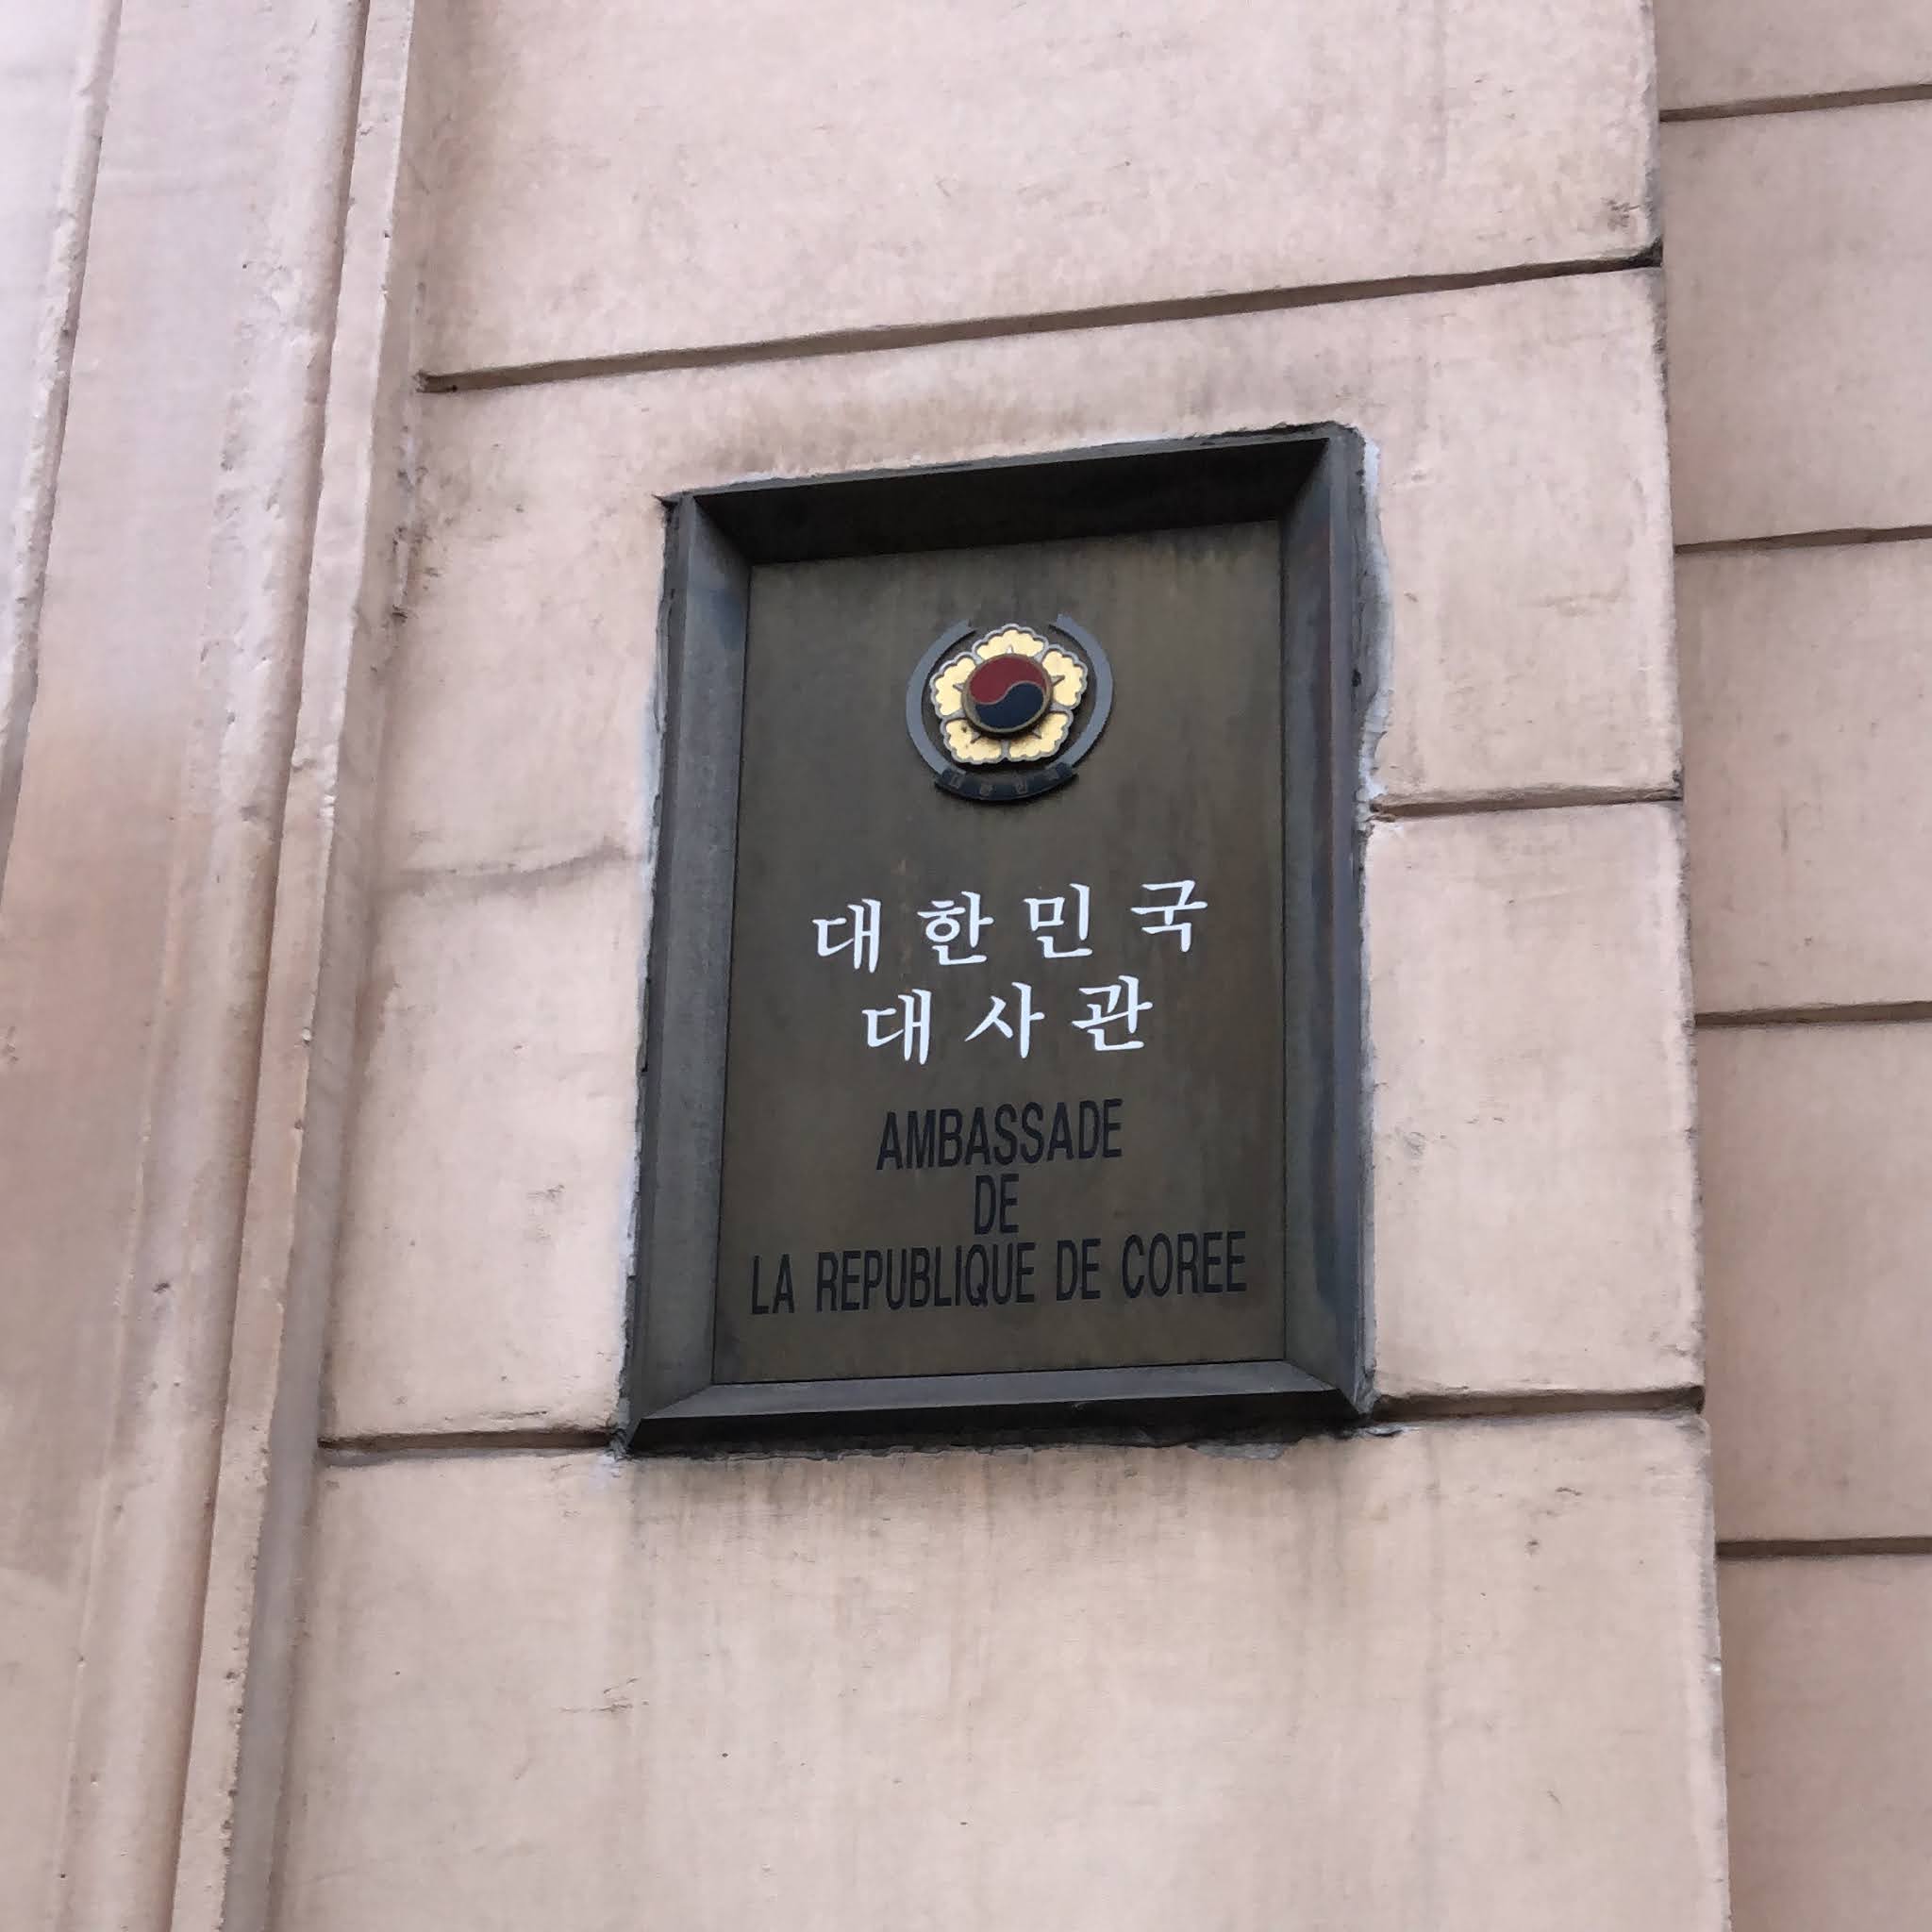 대한민국
대사관
AMBASSADE
DE
LA REPUBLIQUE DE COREE